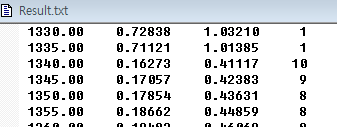 Result.txt
1330.00 0.72838 1.03210 1
1335.00 0.71121 1.01385 1
1340.00 0.16273 0.41117 10
1345.00 0.17057 0.42383 9
1350.00 0.17854 0.43631 8
1355.00 0.18662 0.44859 8